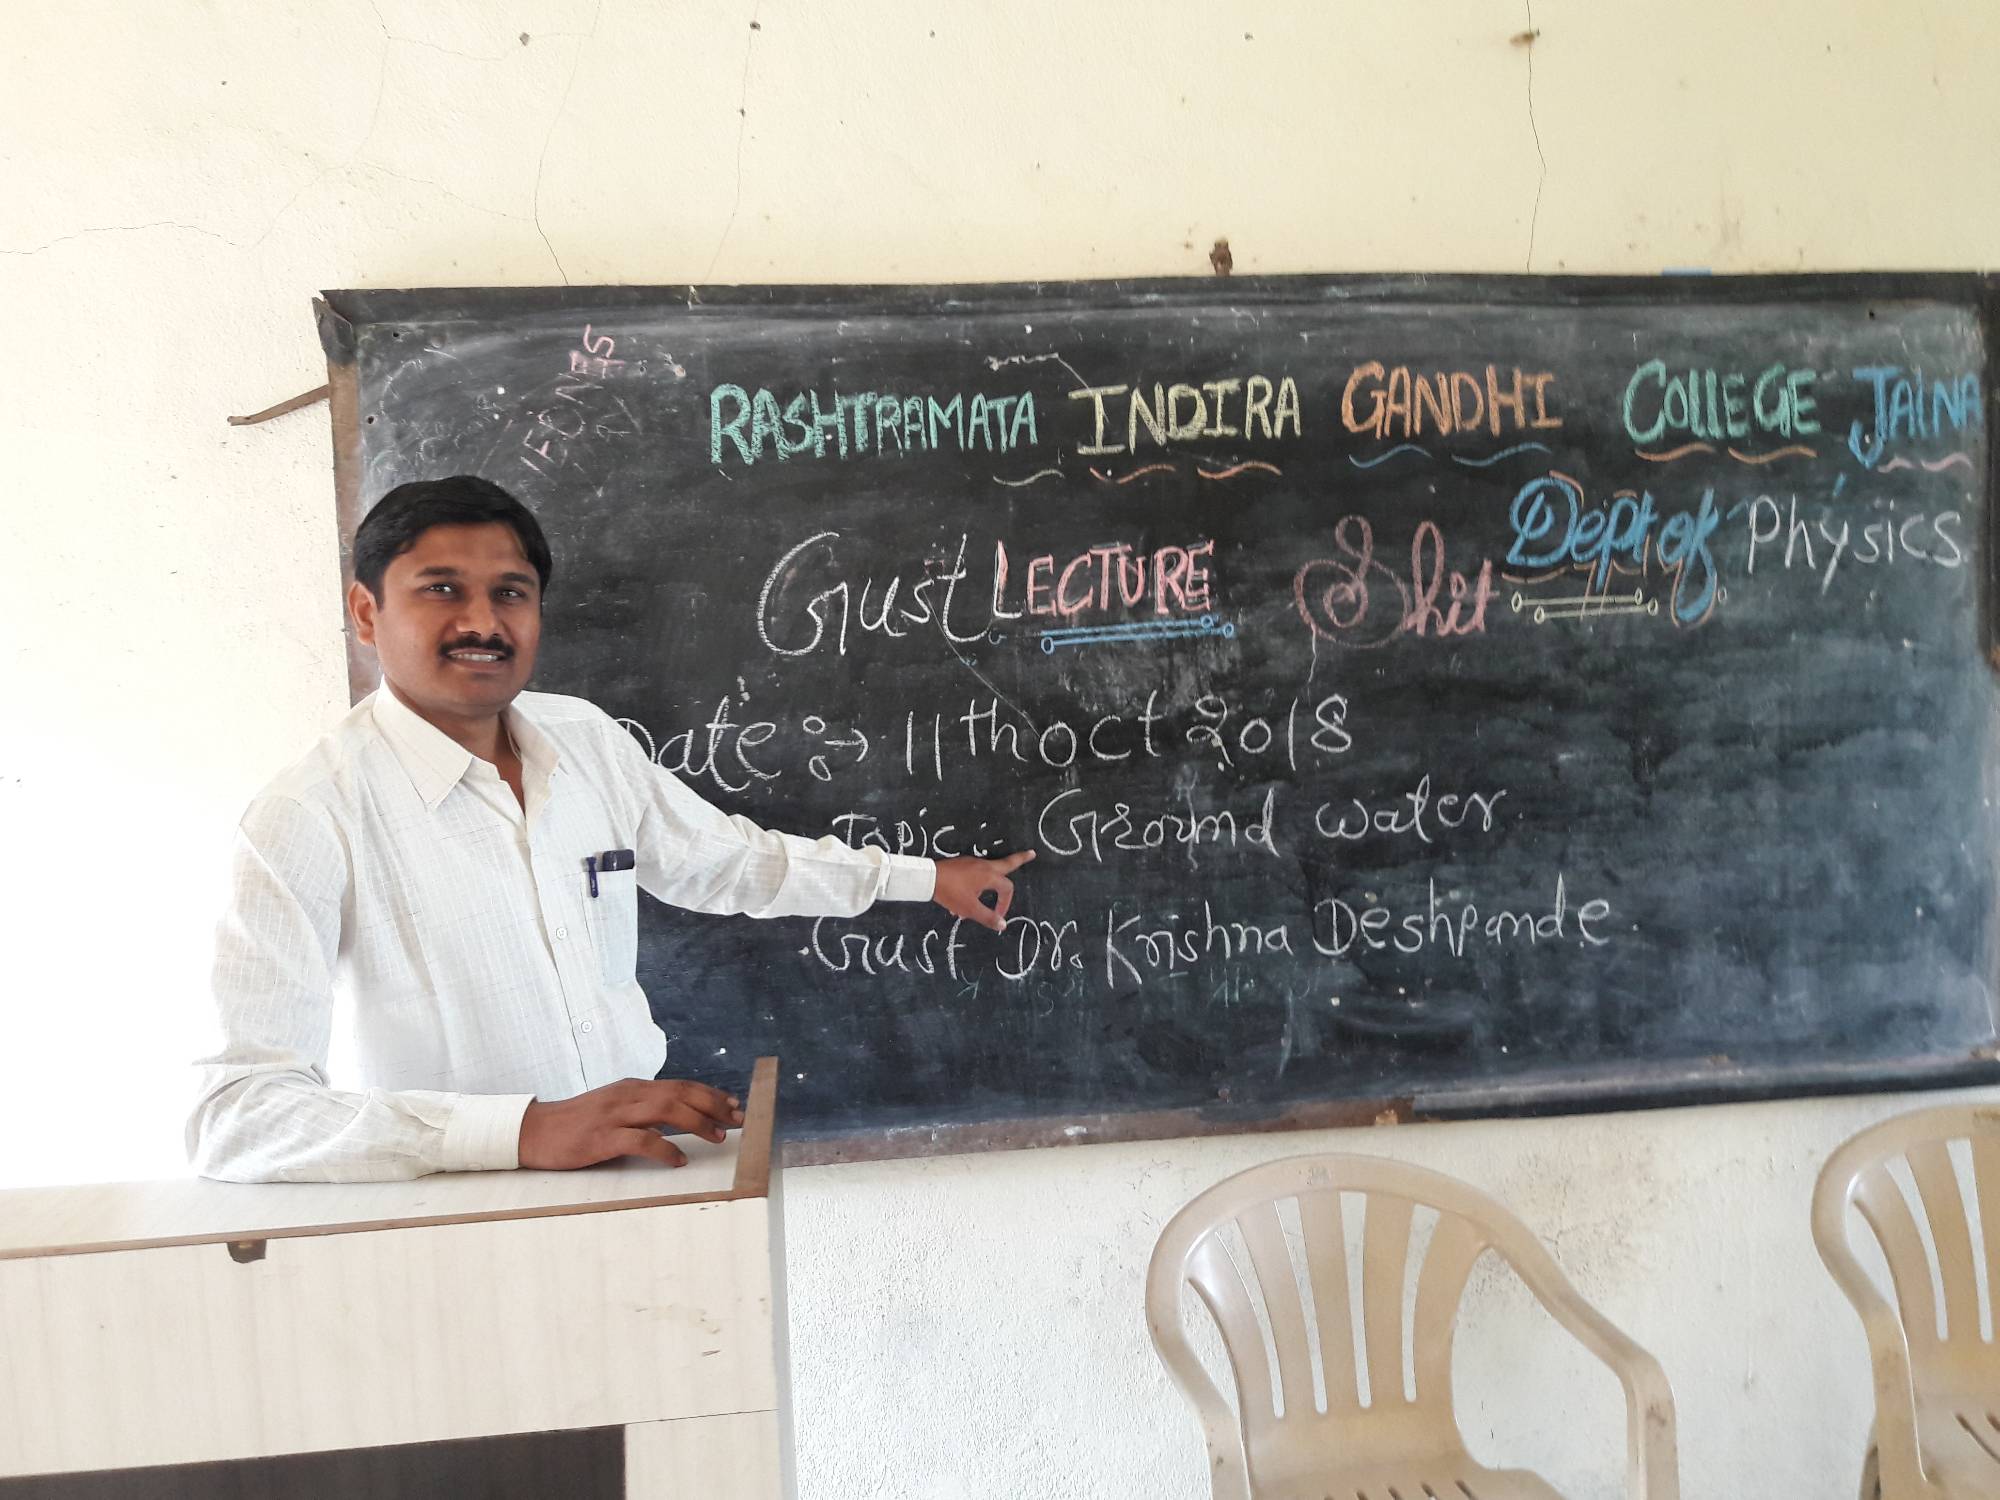 RASHTRAMATA INDIRA GANDHI COLLEGE JALNA
Dept of Physics
Gust LECTURE
Date :→ 11th Oct 2018
Topic :- Ground water
Gust Dr. Krishna Deshpande